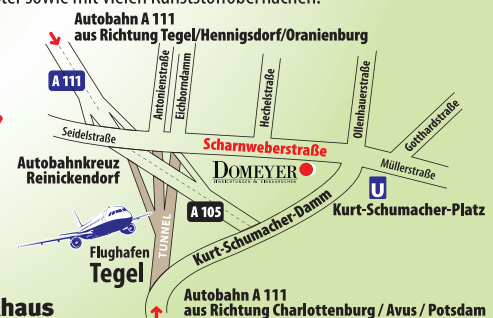 Autobahn A 111
aus Richtung Tegel/Hennigsdorf/Oranienburg
A 111
Antonienstraße
Eichborndamm
Hechelstraße
Ollenhauerstraße
Gotthardstraße
Seidelstraße
Scharnweberstraße
Müllerstraße
Autobahnkreuz
Reinickendorf
DOMEYER
U
Kurt-Schumacher-Platz
A 105
Kurt-Schumacher-Damm
TUNNEL
Flughafen
Tegel
haus
Autobahn A 111
aus Richtung Charlottenburg / Avus / Potsdam